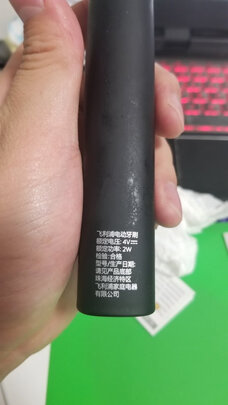 飞利浦电动牙刷
额定电压: 4V⎓
额定功率: 2W
检验: 合格
型号/生产日期:
请见产品底部
珠海经济特区
飞利浦家庭电器
有限公司